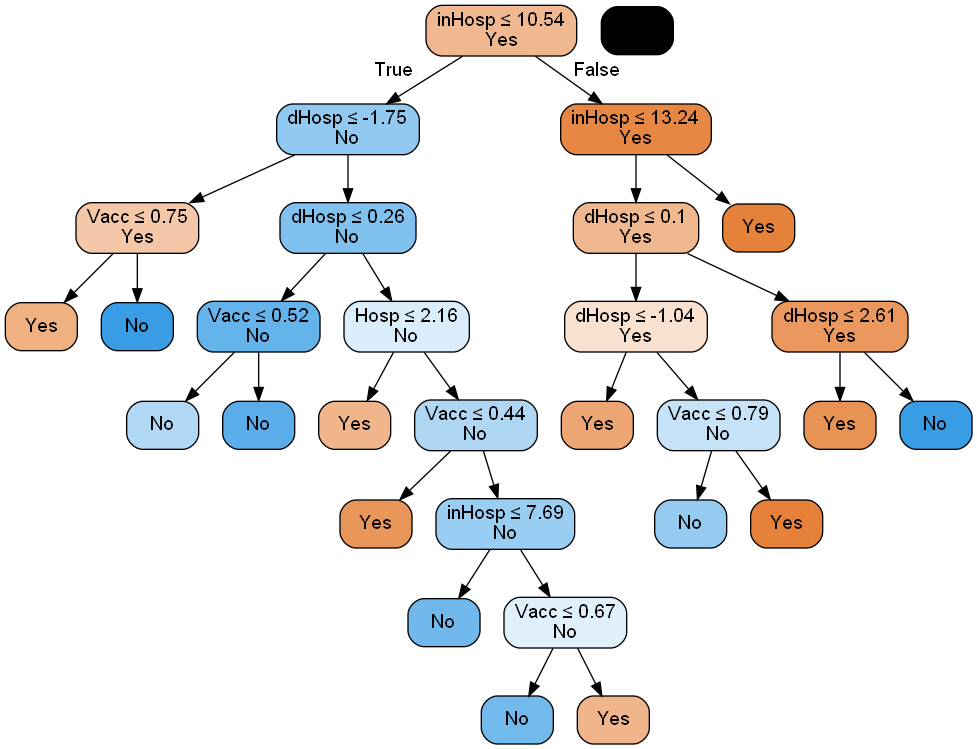 inHosp ≤ 10.54
Yes
True
False
dHosp ≤ -1.75
No
inHosp ≤ 13.24
Yes
Vacc ≤ 0.75
Yes
dHosp ≤ 0.26
No
dHosp ≤ 0.1
Yes
Yes
Yes
No
Vacc ≤ 0.52
No
Hosp ≤ 2.16
No
dHosp ≤ -1.04
Yes
dHosp ≤ 2.61
Yes
No
No
Yes
Vacc ≤ 0.44
No
Yes
Vacc ≤ 0.79
No
Yes
No
Yes
inHosp ≤ 7.69
No
No
Yes
No
Vacc ≤ 0.67
No
No
Yes